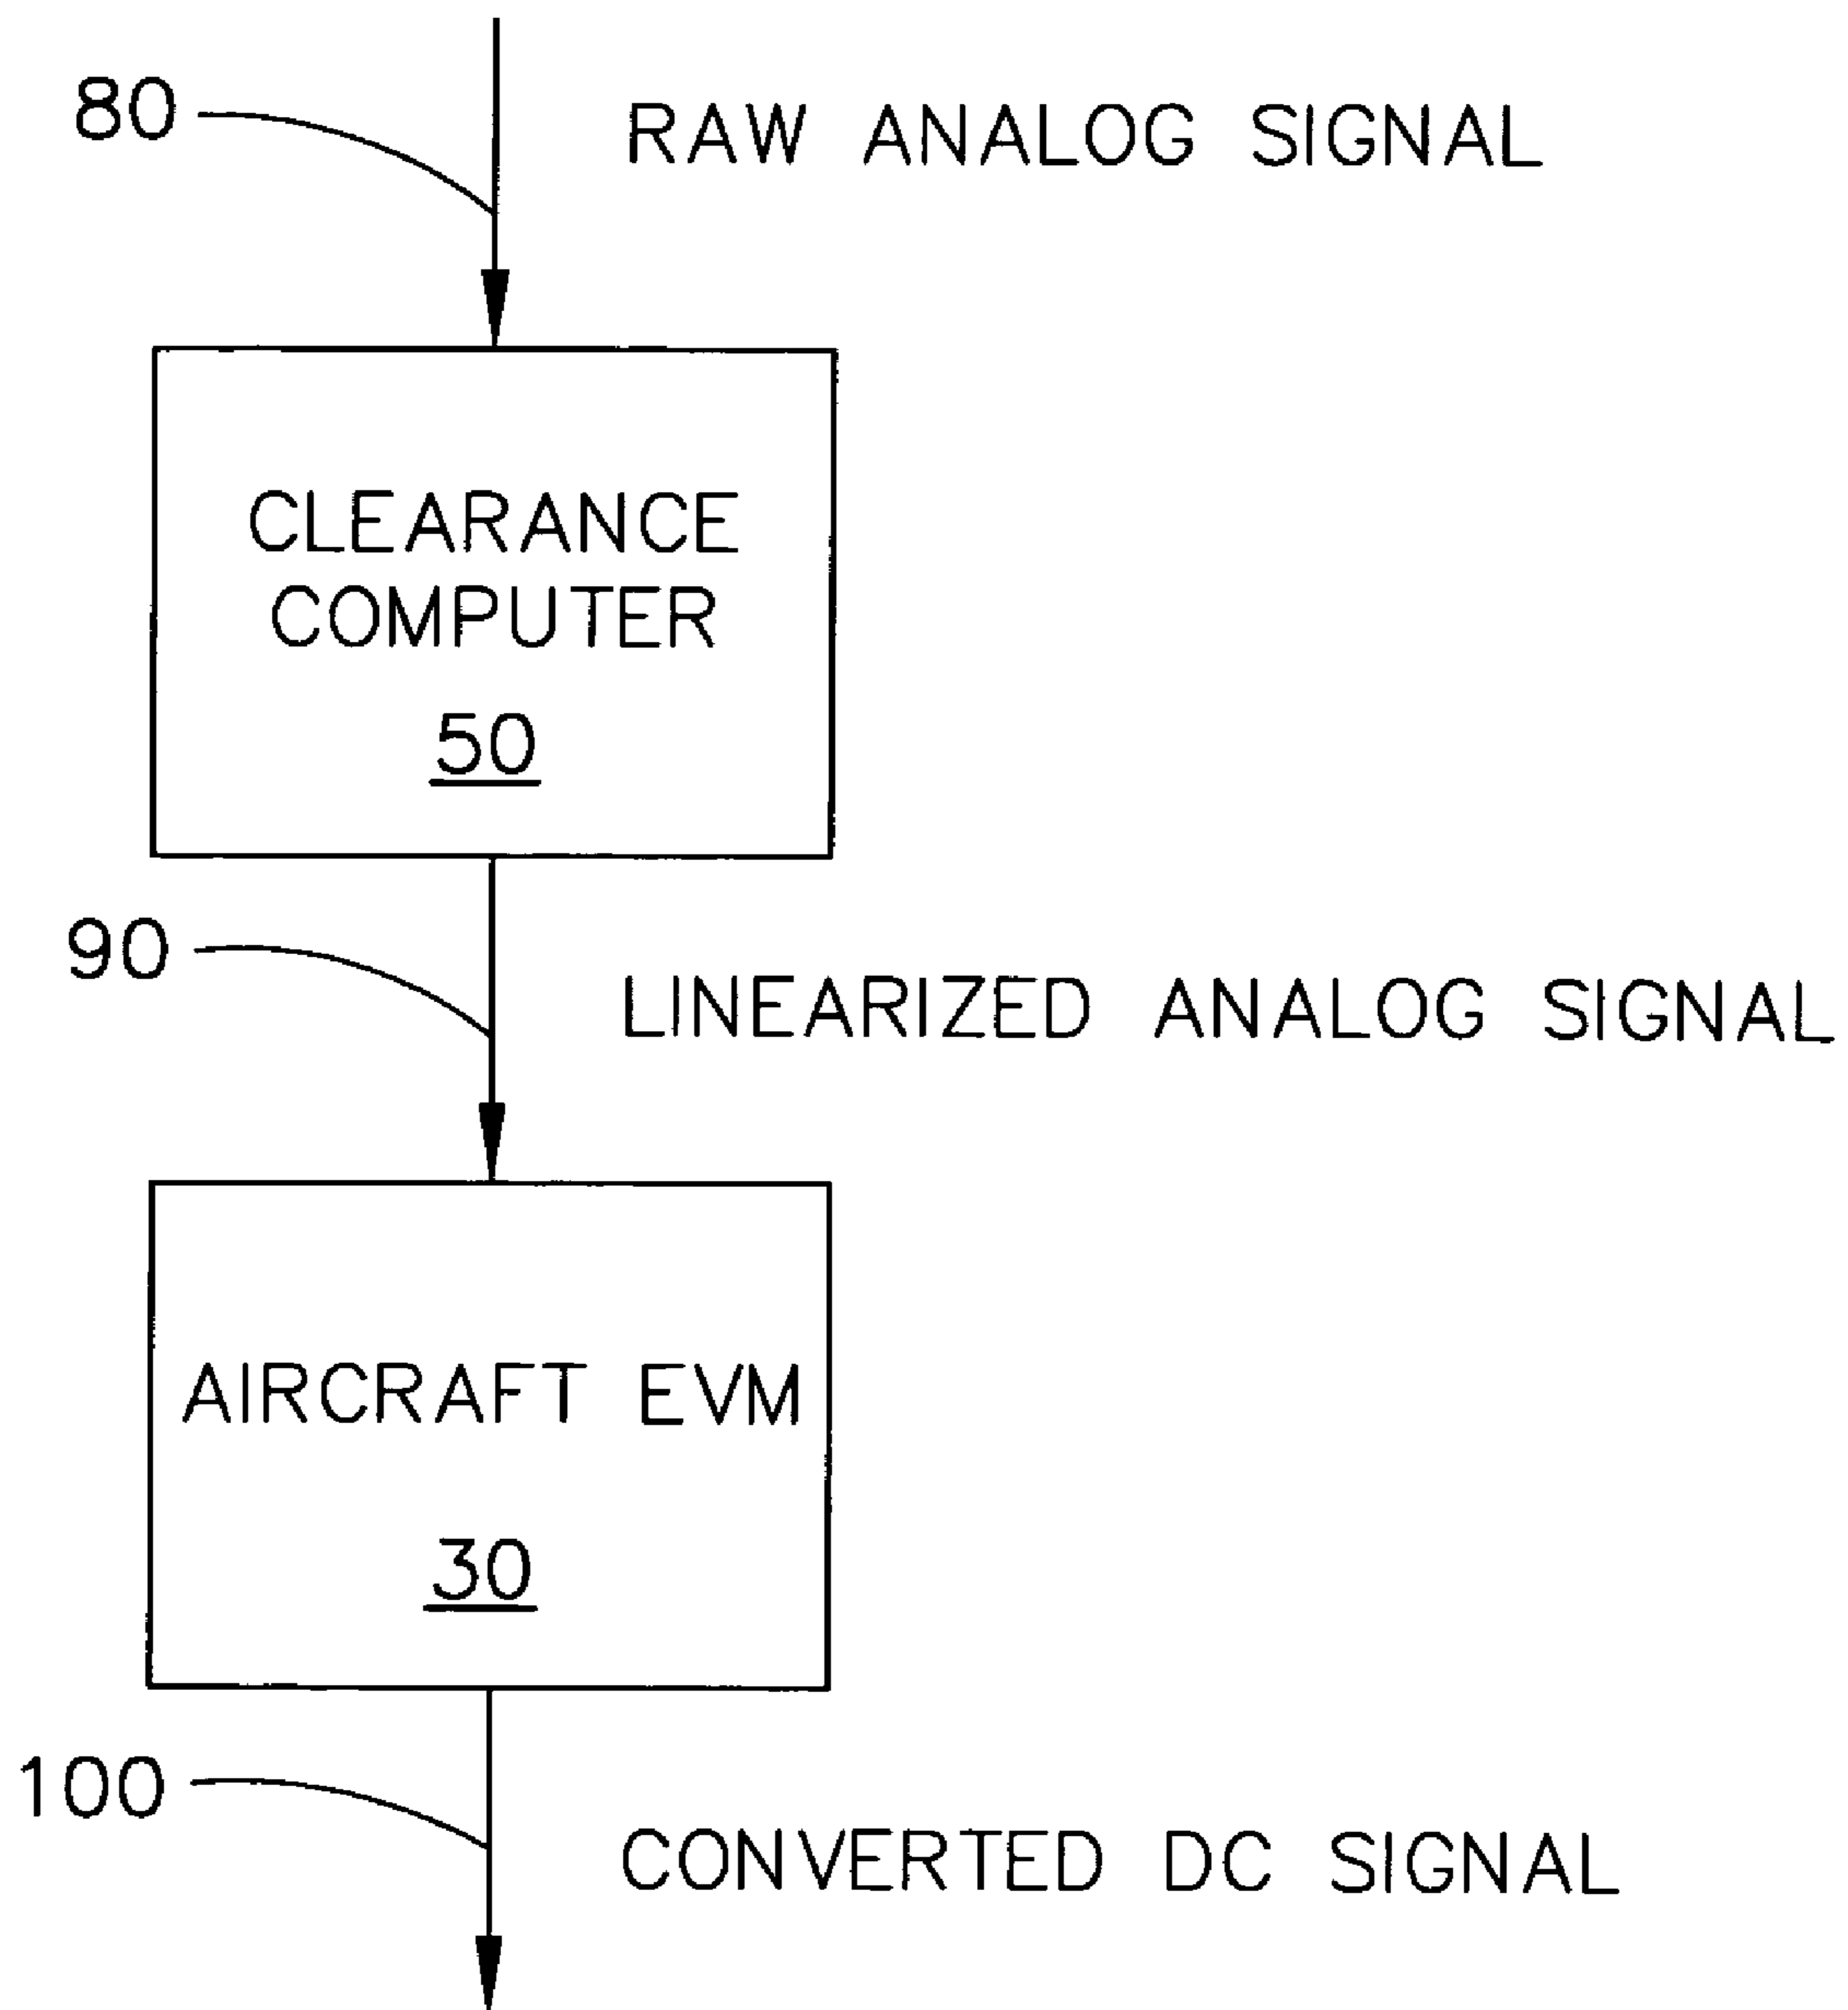 80
RAW ANALOG SIGNAL
CLEARANCE
COMPUTER
50
90
LINEARIZED ANALOG SIGNAL
AIRCRAFT EVM
30
100
CONVERTED DC SIGNAL